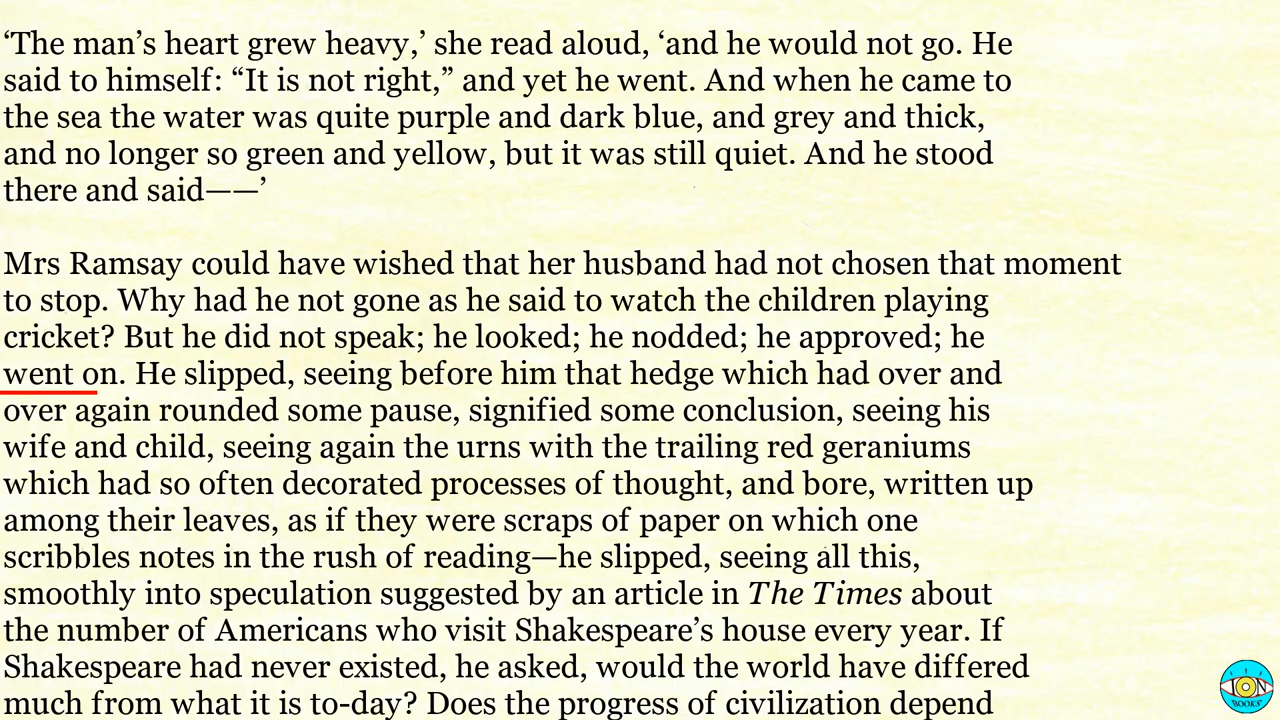 ‘The man’s heart grew heavy,’ she read aloud, ‘and he would not go. He
said to himself: “It is not right,” and yet he went. And when he came to
the sea the water was quite purple and dark blue, and grey and thick,
and no longer so green and yellow, but it was still quiet. And he stood
there and said——’
Mrs Ramsay could have wished that her husband had not chosen that moment
to stop. Why had he not gone as he said to watch the children playing
cricket? But he did not speak; he looked; he nodded; he approved; he
went on. He slipped, seeing before him that hedge which had over and
over again rounded some pause, signified some conclusion, seeing his
wife and child, seeing again the urns with the trailing red geraniums
which had so often decorated processes of thought, and bore, written up
among their leaves, as if they were scraps of paper on which one
scribbles notes in the rush of reading—he slipped, seeing all this,
smoothly into speculation suggested by an article in The Times about
the number of Americans who visit Shakespeare’s house every year. If
Shakespeare had never existed, he asked, would the world have differed
much from what it is to-day? Does the progress of civilization depend
ION
BOOKS